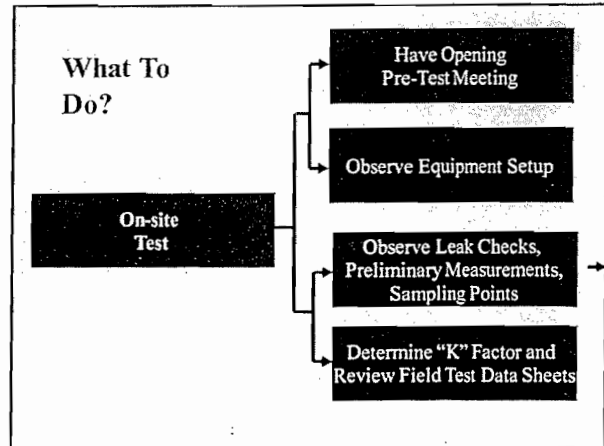 What To
Do?
Have Opening
Pre-Test Meeting
Observe Equipment Setup
On-site
Test
Observe Leak Checks,
Preliminary Measurements,
Sampling Points
Determine “K” Factor and
Review Field Test Data Sheets